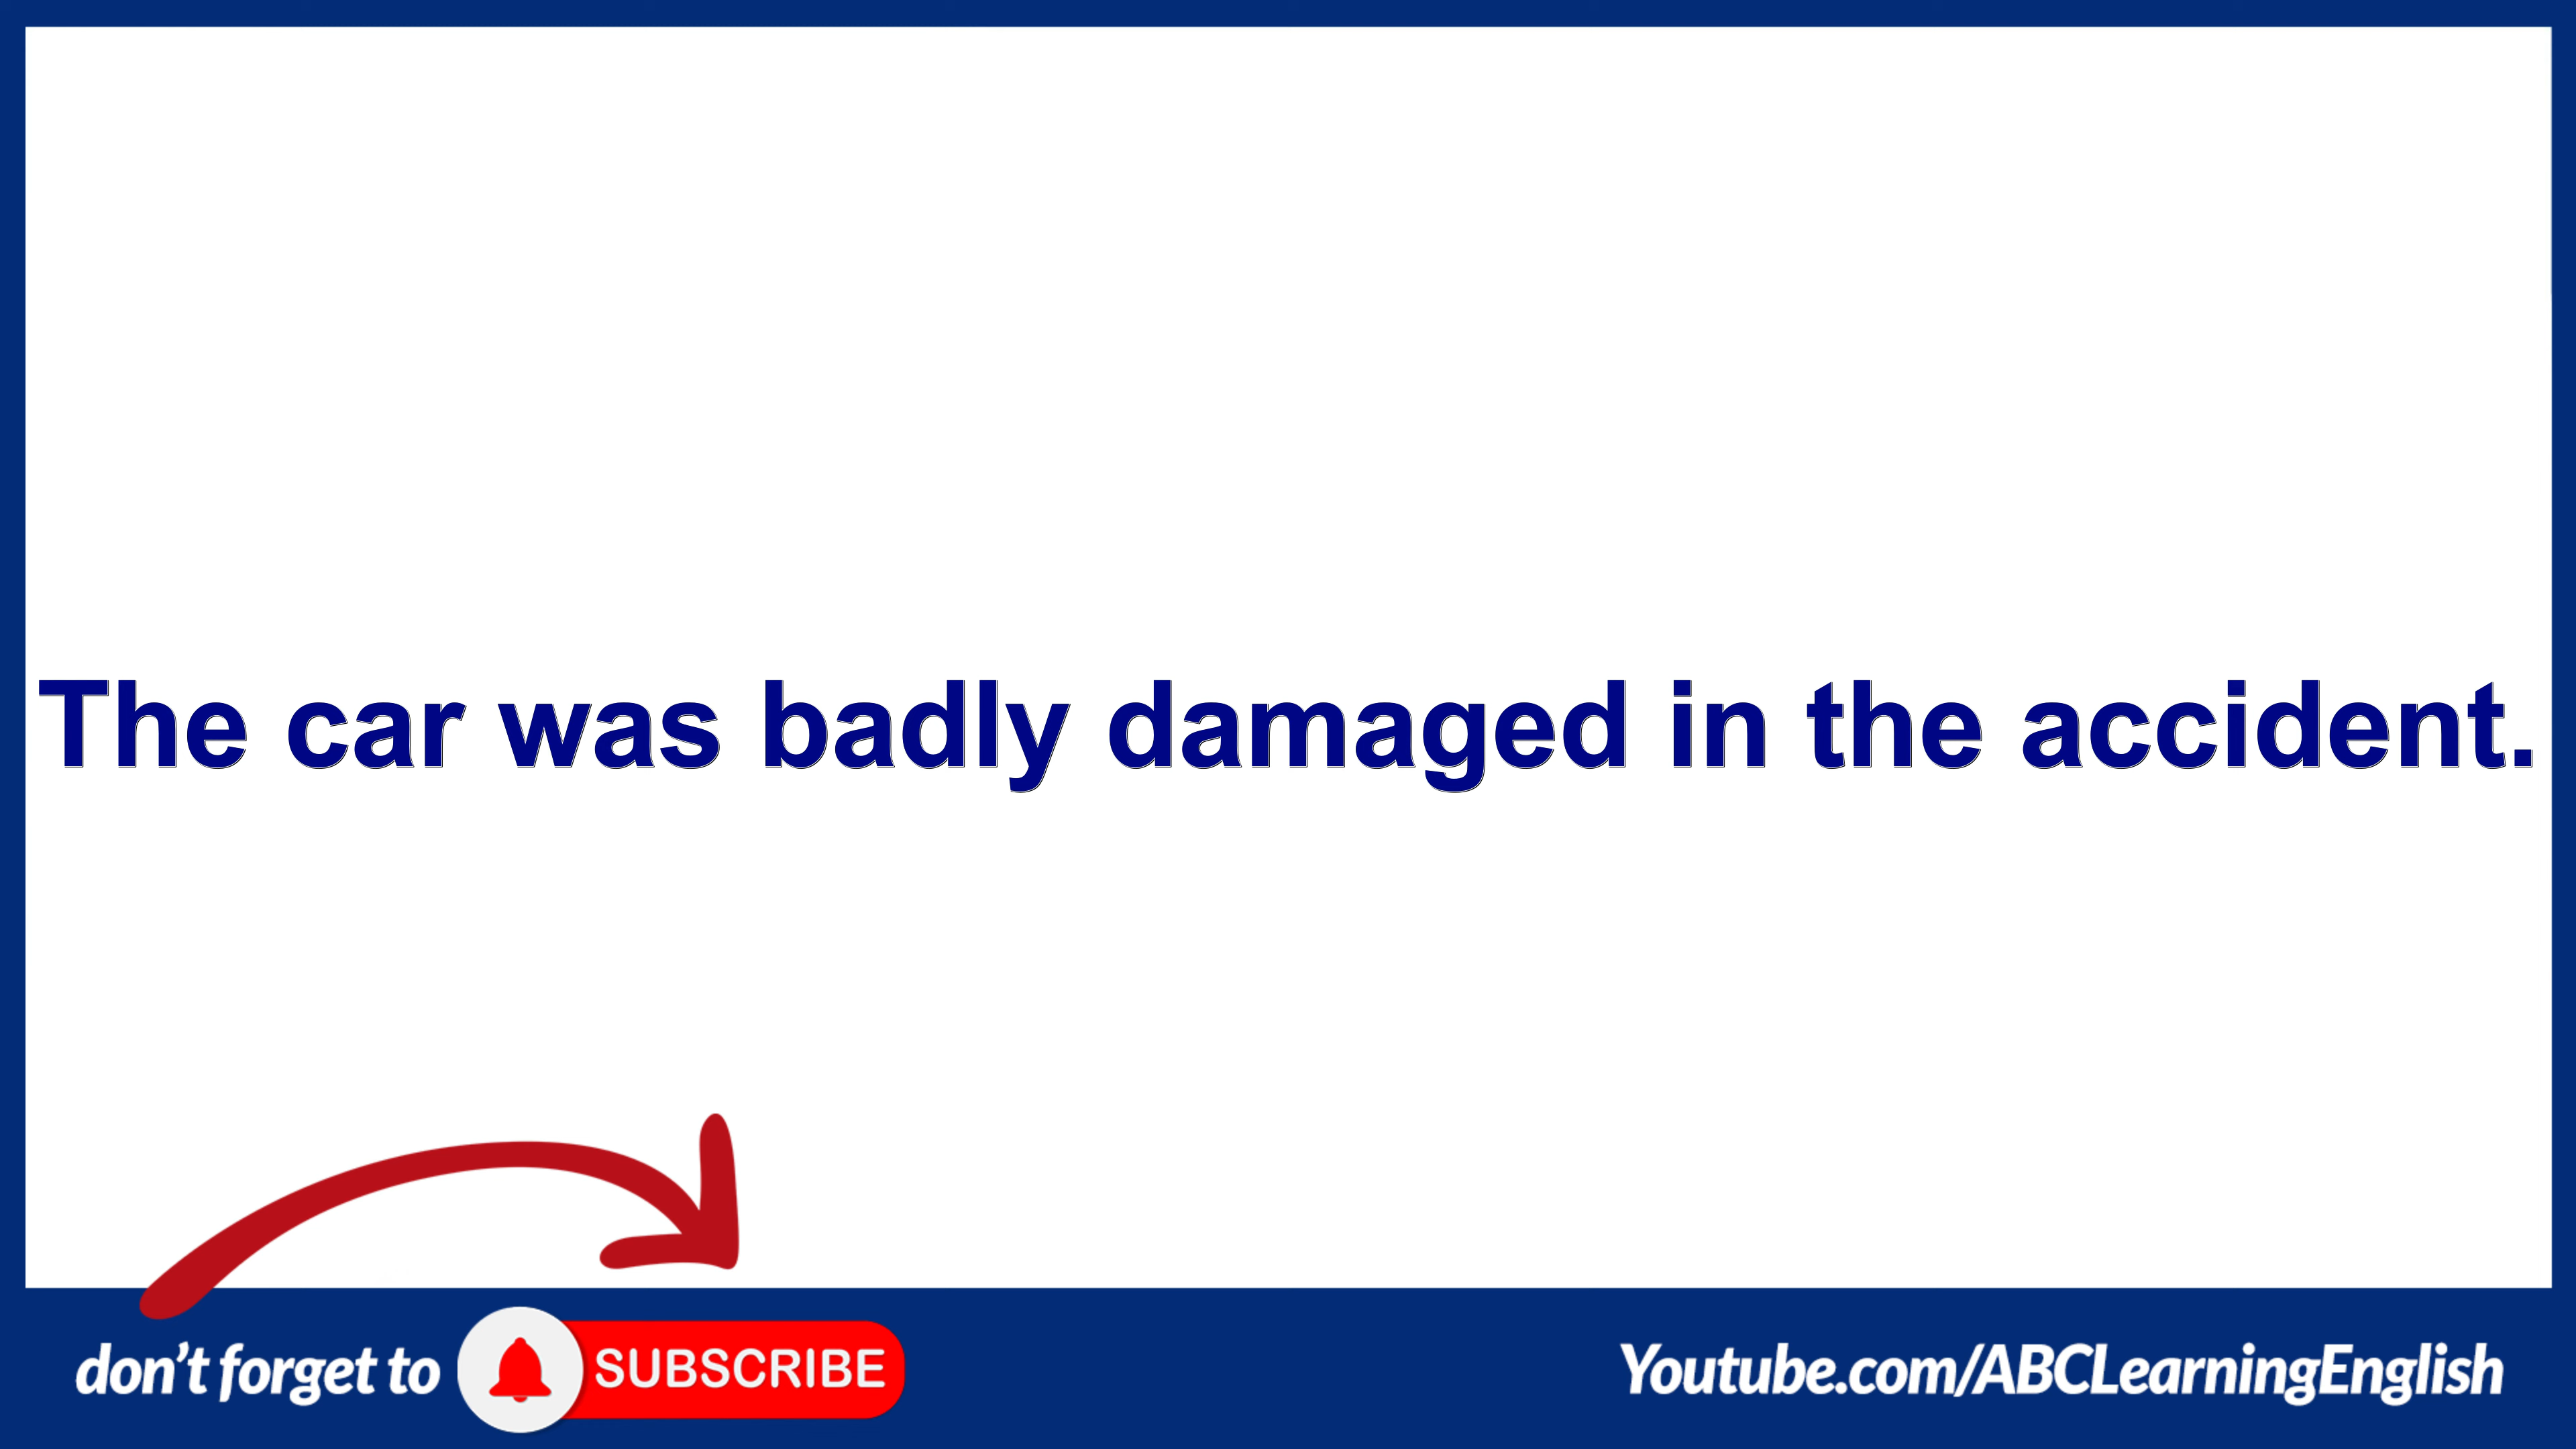 The car was badly damaged in the accident.
don't forget to SUBSCRIBE
Youtube.com/ABCLearningEnglish